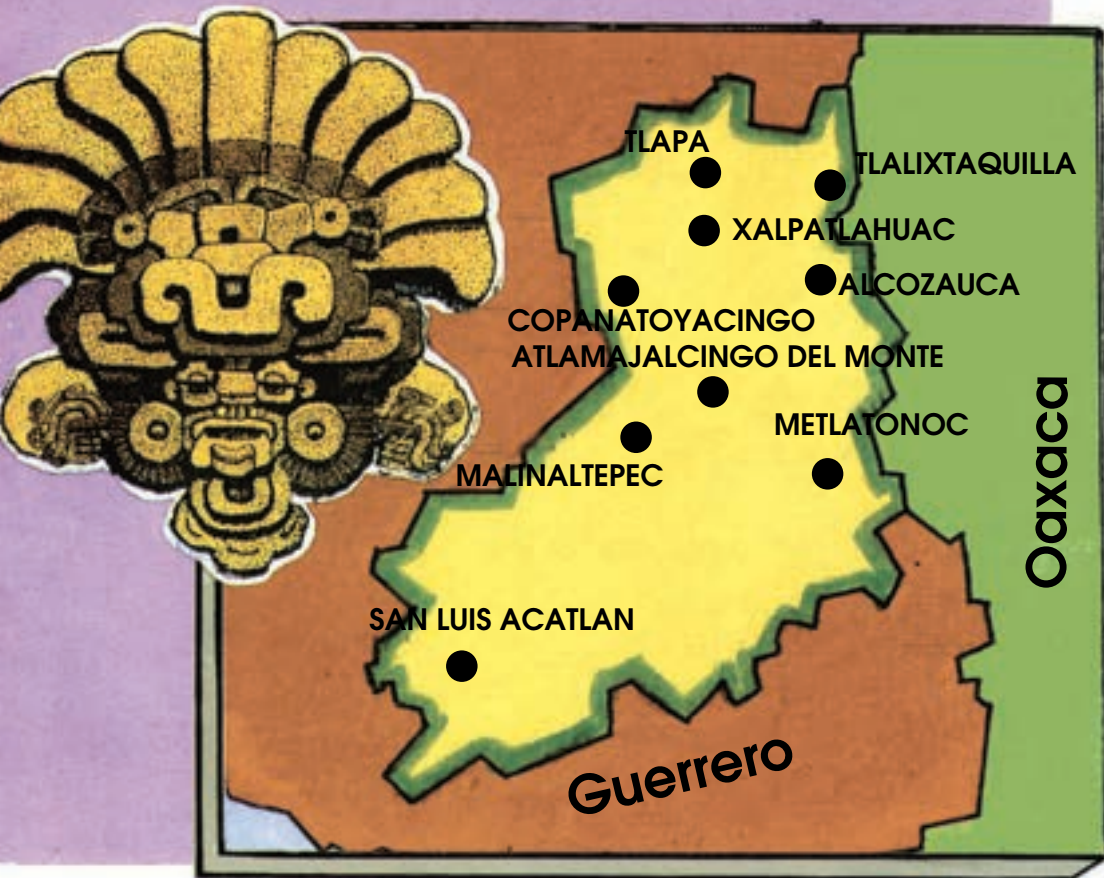 TLAPA
TLALIXTAQUILLA
XALPATLAHUAC
ALCOZAUCA
COPANATOYACINGO
ATLAMAJALCINGO DEL MONTE
METLATONOC
MALINALTEPEC
Oaxaca
SAN LUIS ACATLAN
Guerrero